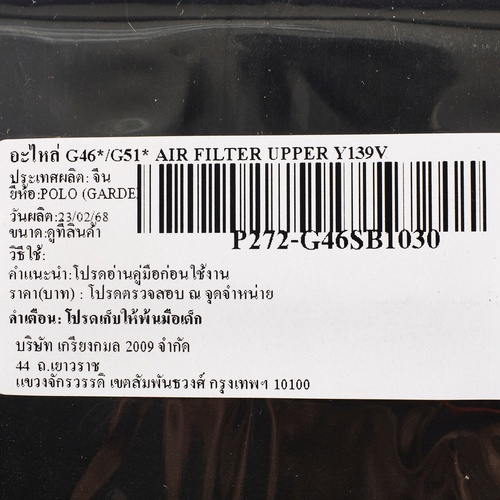 อะไหล่ G46*/G51* AIR FILTER UPPER Y139V
ประเทศผลิต: จีน
ยี่ห้อ:POLO (GARDE
วันผลิต:23/02/68
ขนาด:ดูที่สินค้า
P272-G46SB1030
วิธีใช้:
คำแนะนำ:โปรดอ่านคู่มือก่อนใช้งาน
ราคา(บาท) : โปรดตรวจสอบ ณ จุดจำหน่าย
คำเตือน: โปรดเก็บให้พ้นมือเด็ก
บริษัท เกรียงกมล 2009 จำกัด
44 ถ.เยาวราช
แขวงจักรวรรดิ เขตสัมพันธวงศ์ กรุงเทพฯ 10100